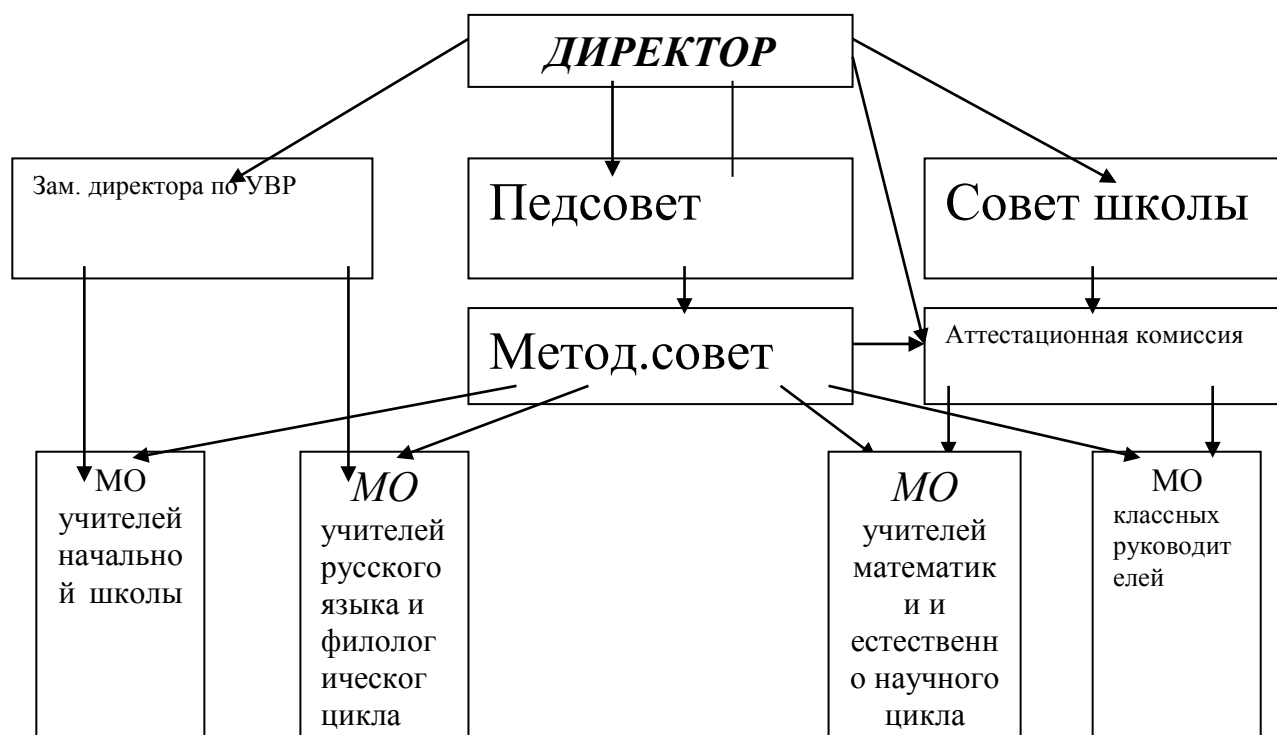 ДИРЕКТОР
Зам. директора по УВР
Педсовет
Совет школы
Метод.совет
Аттестационная комиссия
МО
учителей
начально
й школы
МО
учителей
русского
языка и
филолог
ическог
цикла
МО
учителей
математик
и и
естественн
о научного
цикла
МО
классных
руководит
елей